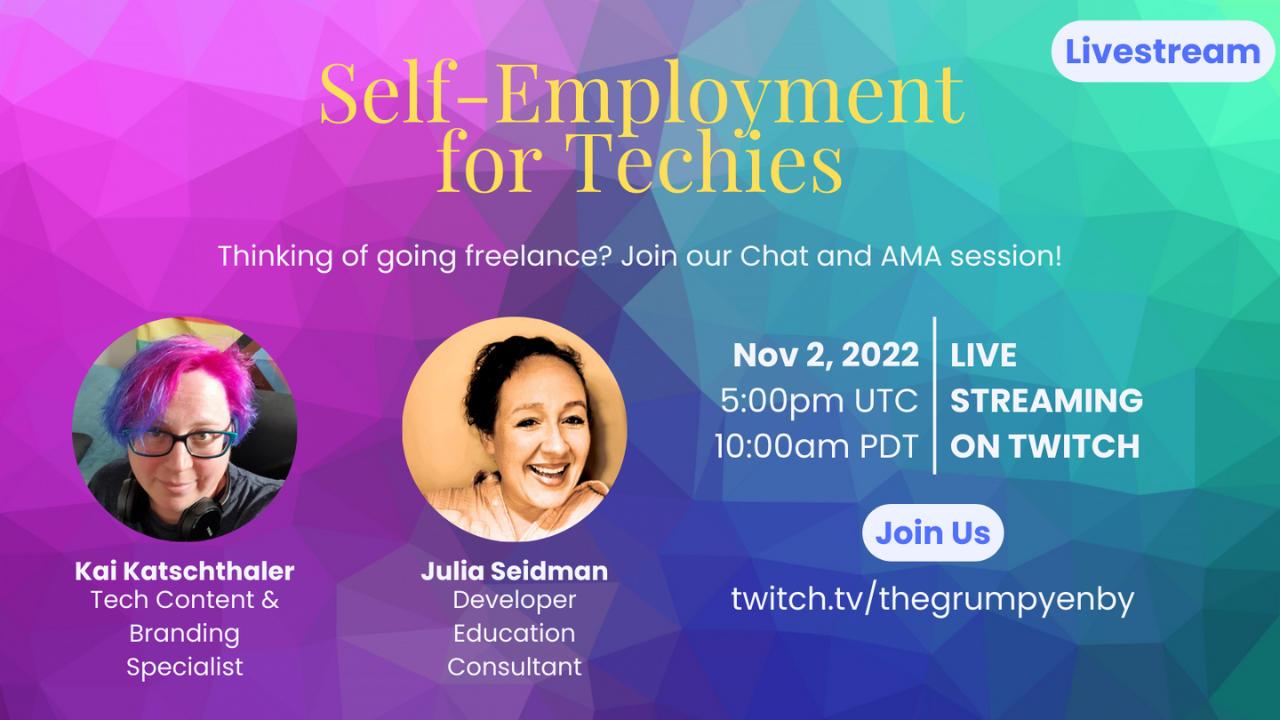 Livestream
Self-Employment
for Techies
Thinking of going freelance? Join our Chat and AMA session!
Kai Katschthaler
Tech Content &
Branding
Specialist
Julia Seidman
Developer
Education
Consultant
Nov 2, 2022
5:00pm UTC
10:00am PDT
LIVE
STREAMING
ON TWITCH
Join Us
twitch.tv/thegrumpyenby